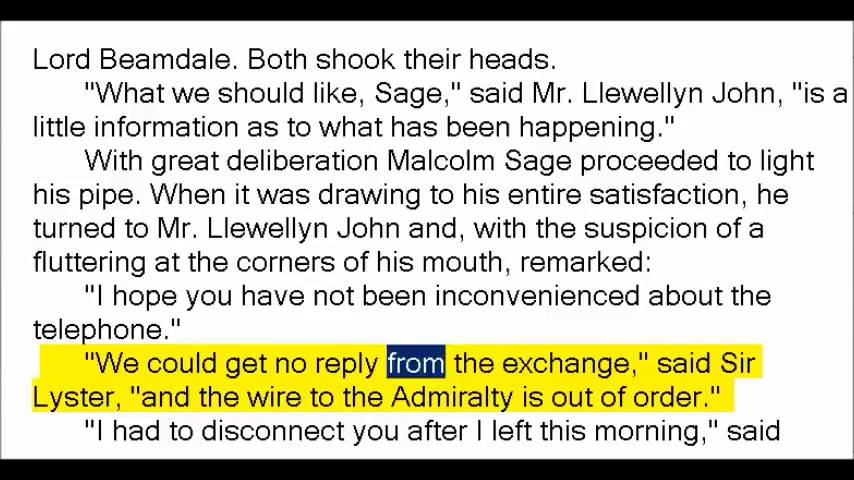 Lord Beamdale. Both shook their heads.
"What we should like, Sage," said Mr. Llewellyn John, "is a
little information as to what has been happening."
With great deliberation Malcolm Sage proceeded to light
his pipe. When it was drawing to his entire satisfaction, he
turned to Mr. Llewellyn John and, with the suspicion of a
fluttering at the corners of his mouth, remarked:
"I hope you have not been inconvenienced about the
telephone."
"We could get no reply from the exchange," said Sir
Lyster, "and the wire to the Admiralty is out of order."
"I had to disconnect you after I left this morning," said